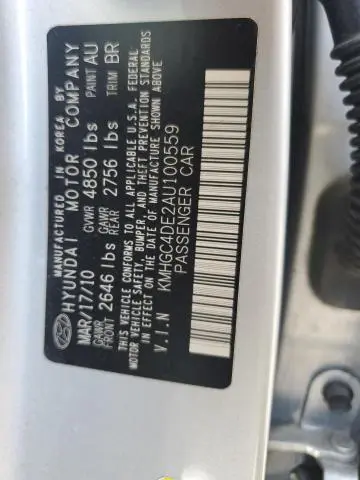 MANUFACTURED IN KOREA BY
HYUNDAI MOTOR COMPANY
MAR/17/10 GVWR 4850 lbs PAINT AU
GAWR FRONT 2646 lbs GAWR REAR 2756 lbs TRIM BR
THIS VEHICLE CONFORMS TO ALL APPLICABLE U.S.A. FEDERAL
MOTOR VEHICLE SAFETY, BUMPER, AND THEFT PREVENTION STANDARDS
IN EFFECT ON THE DATE OF MANUFACTURE SHOWN ABOVE.
V.I.N KMHGC4DE2AU100559
PASSENGER CAR